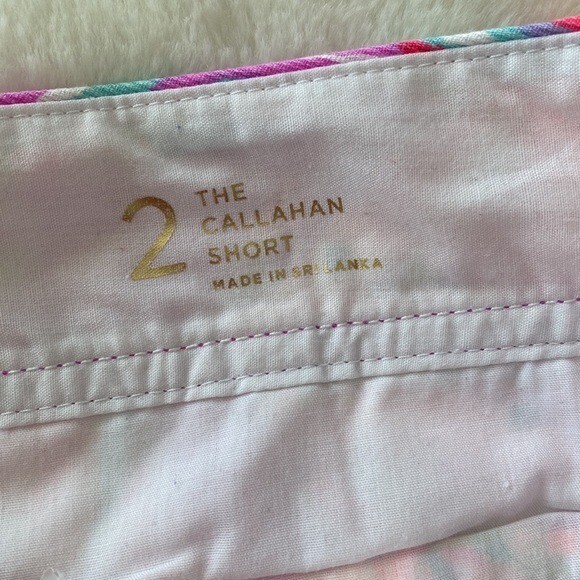 2
THE
CALLAHAN
SHORT
MADE IN SRI LANKA